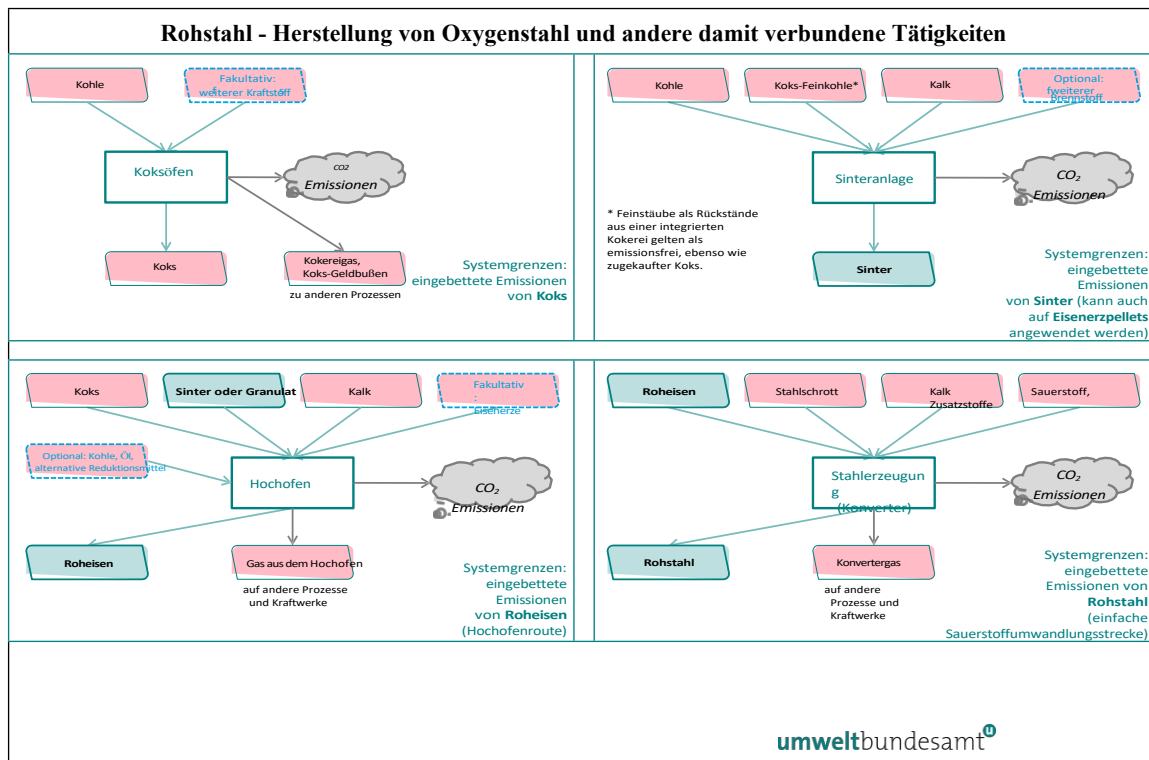 Rohstahl - Herstellung von Oxygenstahl und andere damit verbundene Tätigkeiten
Kohle
Fakultativ:
weiterer Kraftstoff
Koksöfen
CO2
Emissionen
Koks
Kokereigas,
Koks-Geldbußen
zu anderen Prozessen
Systemgrenzen:
eingebettete Emissionen
von Koks
Kohle
Koks-Feinkohle*
Kalk
Optional:
fweiterer
Brennstoff
Sinteranlage
CO2
Emissionen
* Feinstäube als Rückstände
aus einer integrierten
Kokerei gelten als
emissionsfrei, ebenso wie
zugekaufter Koks.
Sinter
Systemgrenzen:
eingebettete
Emissionen
von Sinter (kann auch
auf Eisenerzpellets
angewendet werden)
Koks
Sinter oder Granulat
Kalk
Fakultativ
:
Eisenerze
Optional: Kohle, Öl,
alternative Reduktionsmittel
Hochofen
CO2
Emissionen
Roheisen
Gas aus dem Hochofen
auf andere Prozesse
und Kraftwerke
Systemgrenzen:
eingebettete
Emissionen
von Roheisen
(Hochofenroute)
Roheisen
Stahlschrott
Kalk
Zusatzstoffe
Sauerstoff,
Stahlerzeugun
g
(Konverter)
CO2
Emissionen
Rohstahl
Konvertergas
auf andere
Prozesse und
Kraftwerke
Systemgrenzen:
eingebettete
Emissionen von
Rohstahl
(einfache
Sauerstoffumwandlungsstrecke)
umweltbundesamt u